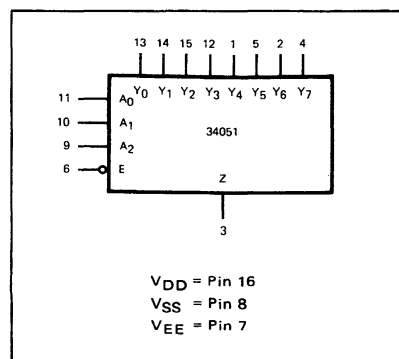 13 14 15 12 1 5 2 4
Y0 Y1 Y2 Y3 Y4 Y5 Y6 Y7
11 A0
10 A1
34051
9 A2
6 E
Z
3
VDD = Pin 16
VSS = Pin 8
VEE = Pin 7